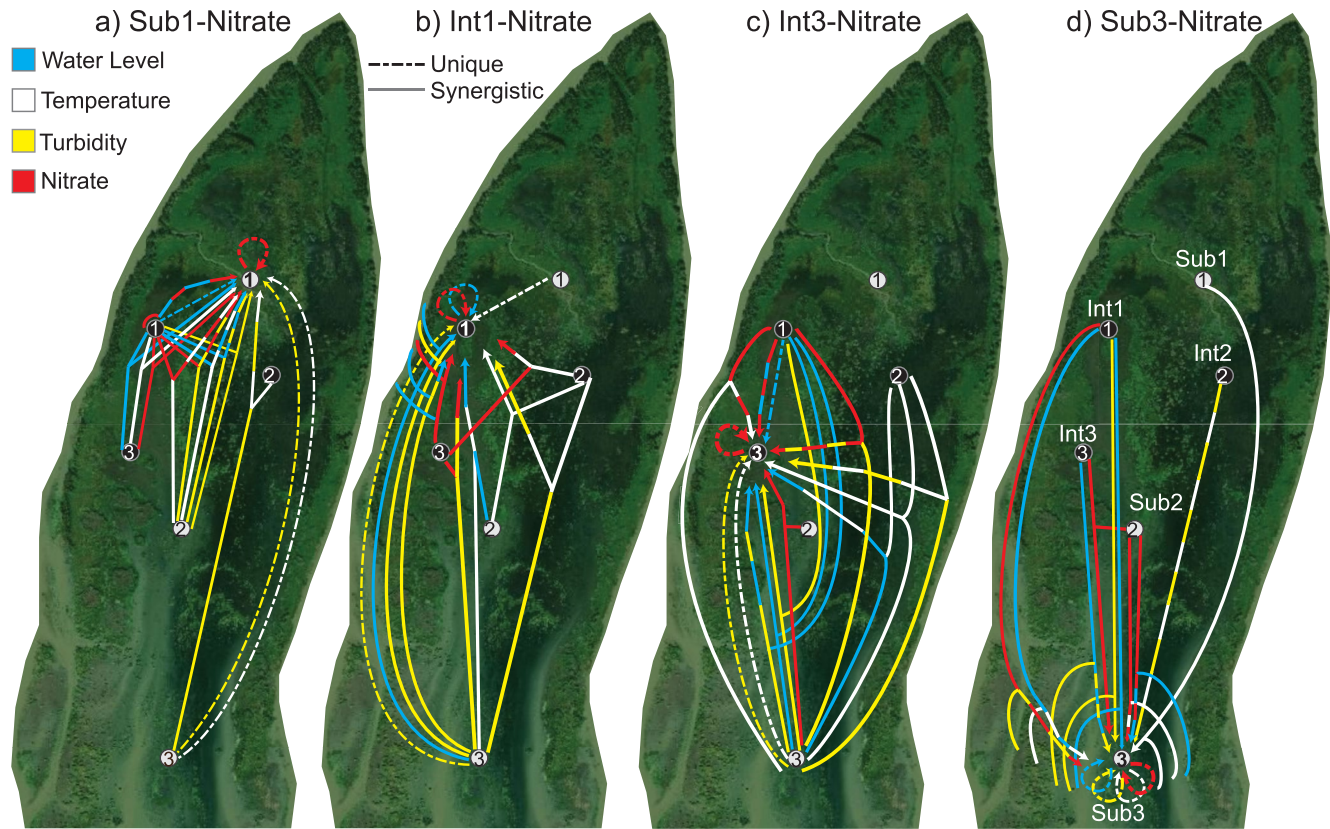 a) Sub1-Nitrate
b) Int1-Nitrate
c) Int3-Nitrate
d) Sub3-Nitrate
Water Level
Temperature
Turbidity
Nitrate
Unique
Synergistic
1
1
2
3
2
3
1
1
2
3
2
3
1
1
2
3
2
3
Sub1
1
Int1
1
Int2
2
Int3
3
Sub2
2
3
Sub3